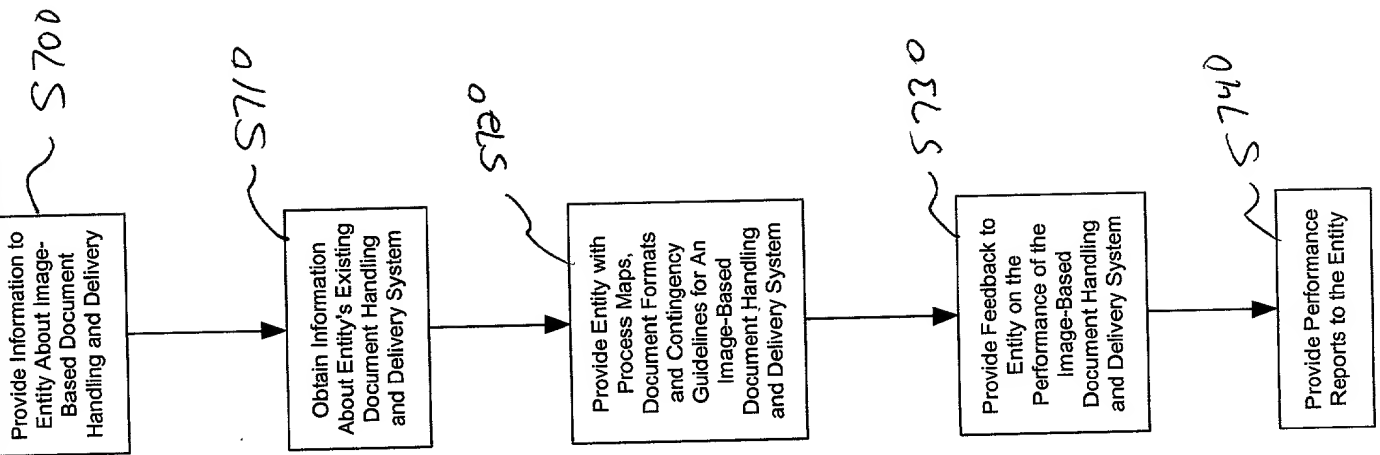 Provide Information to
Entity About Image-
Based Document
Handling and Delivery
S700
Obtain Information
About Entity's Existing
Document Handling
and Delivery System
S710
Provide Entity with
Process Maps,
Document Formats
and Contingency
Guidelines for An
Image-Based
Document Handling
and Delivery System
S720
Provide Feedback to
Entity on the
Performance of the
Image-Based
Document Handling
and Delivery System
S730
Provide Performance
Reports to the Entity
S740